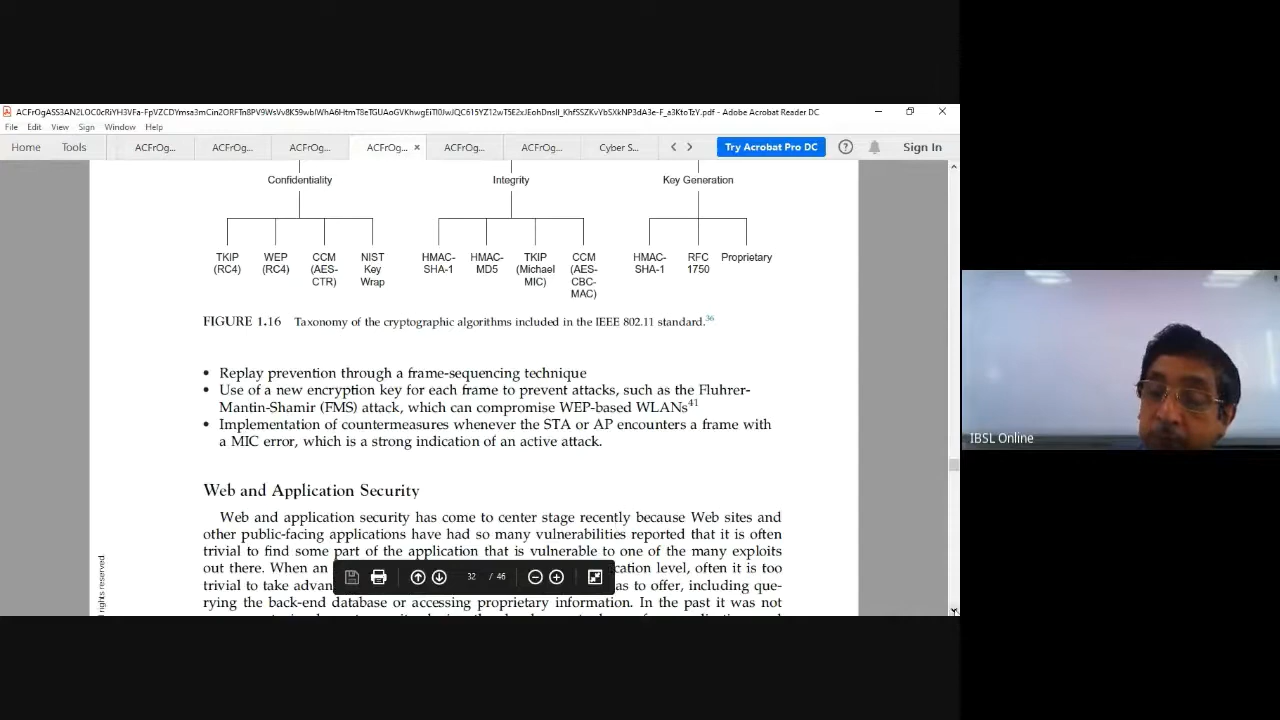 ACFrOgASS3AN2LOC0cRiYH3VFa-FpVZCDYmsa3mCin2ORFTn8PV9WsVv8K59wbIWhA6HtmT8eTGUAoGVKhwgEiTl0JwJQC615YZ12wT5E2xJEohDnsII_KhfSSZKvYbSXkNP3dA3e-F_a3KtoTzY.pdf - Adobe Acrobat Reader DC
File Edit View Sign Window Help
Home Tools ACFrOg... ACFrOg... ACFrOg... ACFrOg... × ACFrOg... ACFrOg... Cyber S... Try Acrobat Pro DC Sign In
Confidentiality Integrity Key Generation
TKIP WEP CCM NIST HMAC- HMAC- TKIP CCM HMAC- RFC Proprietary
(RC4) (RC4) (AES- Key SHA-1 MD5 (Michael (AES- SHA-1 1750
CTR) Wrap MIC) CBC-
MAC)
FIGURE 1.16 Taxonomy of the cryptographic algorithms included in the IEEE 802.11 standard.36
• Replay prevention through a frame-sequencing technique
• Use of a new encryption key for each frame to prevent attacks, such as the Fluhrer-
Mantin-Shamir (FMS) attack, which can compromise WEP-based WLANs41
• Implementation of countermeasures whenever the STA or AP encounters a frame with
a MIC error, which is a strong indication of an active attack.
IBSL Online
Web and Application Security
Web and application security has come to center stage recently because Web sites and
other public-facing applications have had so many vulnerabilities reported that it is often
trivial to find some part of the application that is vulnerable to one of the many exploits
out there. When an cation level, often it is too
trivial to take advan as to offer, including que-
32 / 46
rying the back-end database or accessing proprietary information. In the past it was not
rights reserved